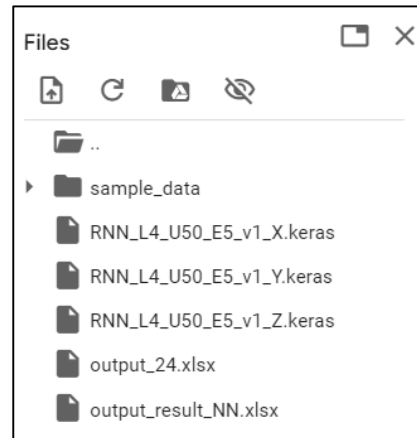 Files
..
sample_data
RNN_L4_U50_E5_v1_X.keras
RNN_L4_U50_E5_v1_Y.keras
RNN_L4_U50_E5_v1_Z.keras
output_24.xlsx
output_result_NN.xlsx